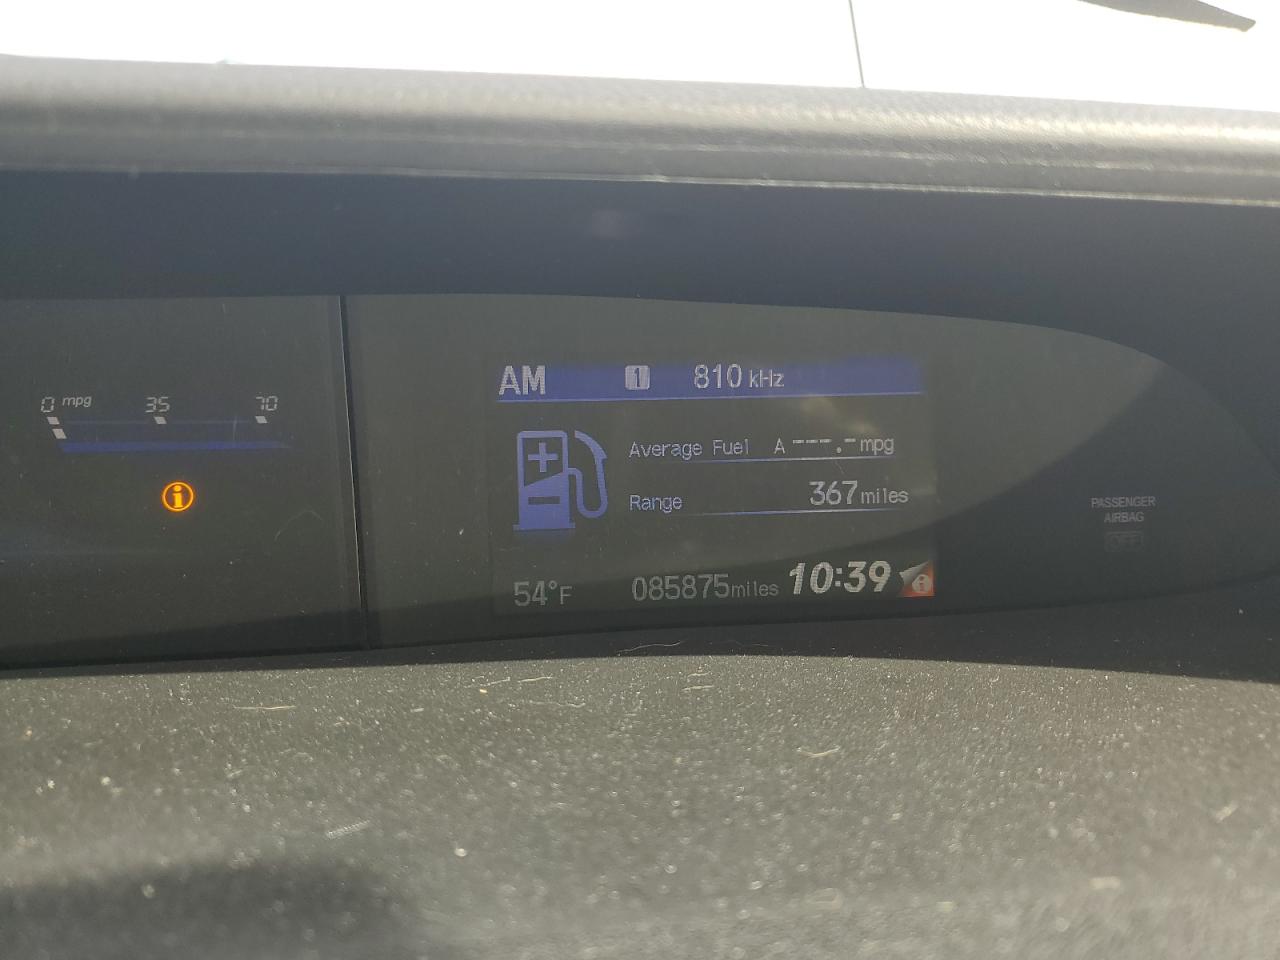 0 mpg 35 70
AM 1 810 kHz
Average Fuel A ---.- mpg
Range 367 miles
54°F 085875 miles 10:39
PASSENGER
AIRBAG
OFF